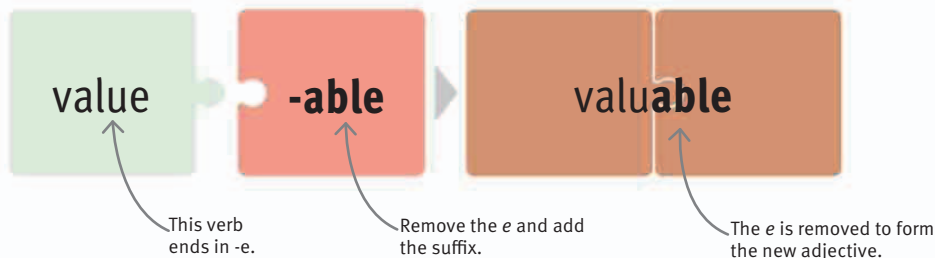 value -able valuable
This verb
ends in -e.
Remove the e and add
the suffix.
The e is removed to form
the new adjective.